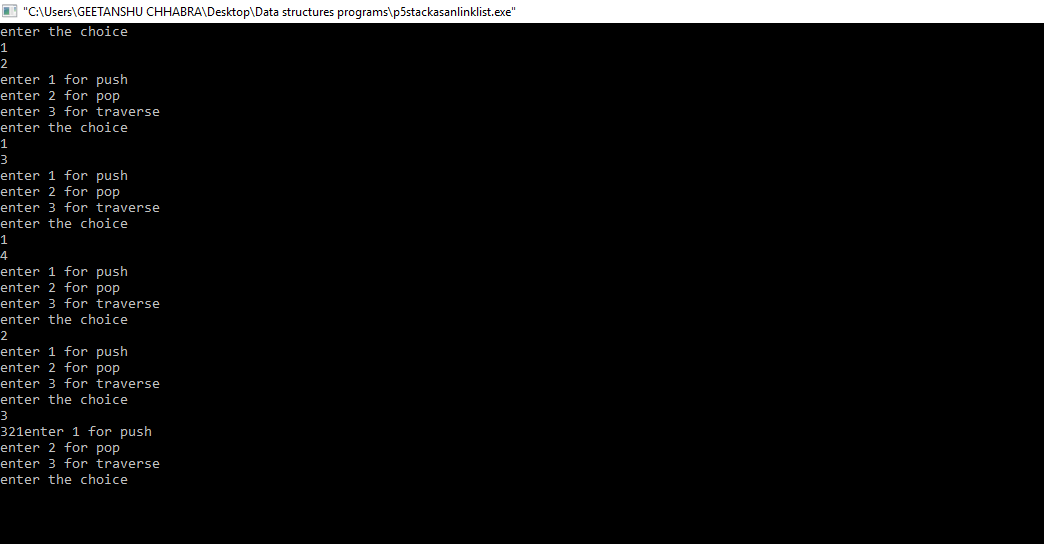 "C:\Users\GEETANSHU CHHABRA\Desktop\Data structures programs\p5stackasanlinklist.exe"
enter the choice
1
2
enter 1 for push
enter 2 for pop
enter 3 for traverse
enter the choice
1
3
enter 1 for push
enter 2 for pop
enter 3 for traverse
enter the choice
1
4
enter 1 for push
enter 2 for pop
enter 3 for traverse
enter the choice
2
enter 1 for push
enter 2 for pop
enter 3 for traverse
enter the choice
3
321enter 1 for push
enter 2 for pop
enter 3 for traverse
enter the choice